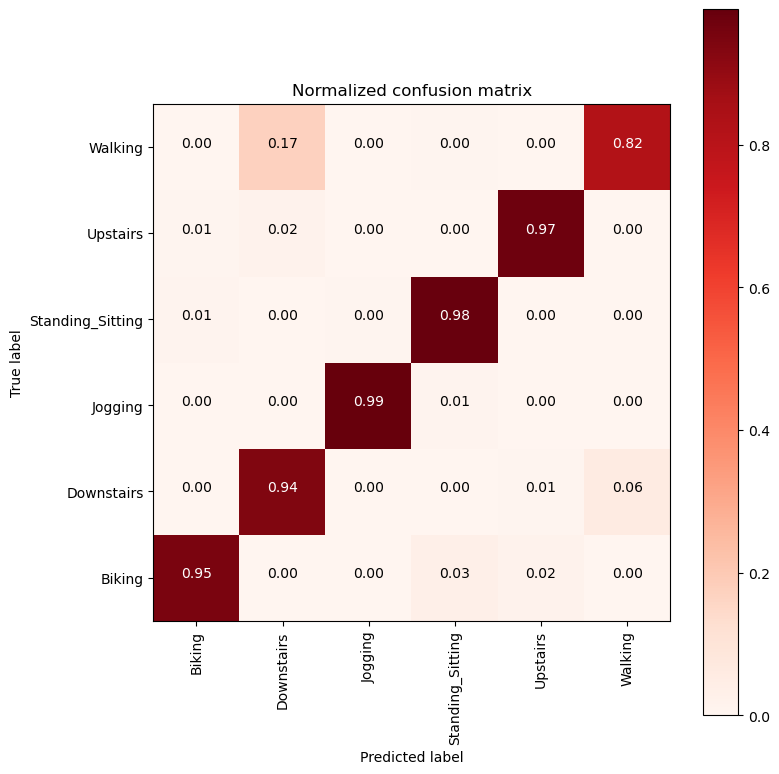 Normalized confusion matrix
Walking 0.00 0.17 0.00 0.00 0.00 0.82
Upstairs 0.01 0.02 0.00 0.00 0.97 0.00
Standing_Sitting 0.01 0.00 0.00 0.98 0.00 0.00
Jogging 0.00 0.00 0.99 0.01 0.00 0.00
Downstairs 0.00 0.94 0.00 0.00 0.01 0.06
Biking 0.95 0.00 0.00 0.03 0.02 0.00
True label
Biking Downstairs Jogging Standing_Sitting Upstairs Walking
Predicted label
0.8
0.6
0.4
0.2
0.0